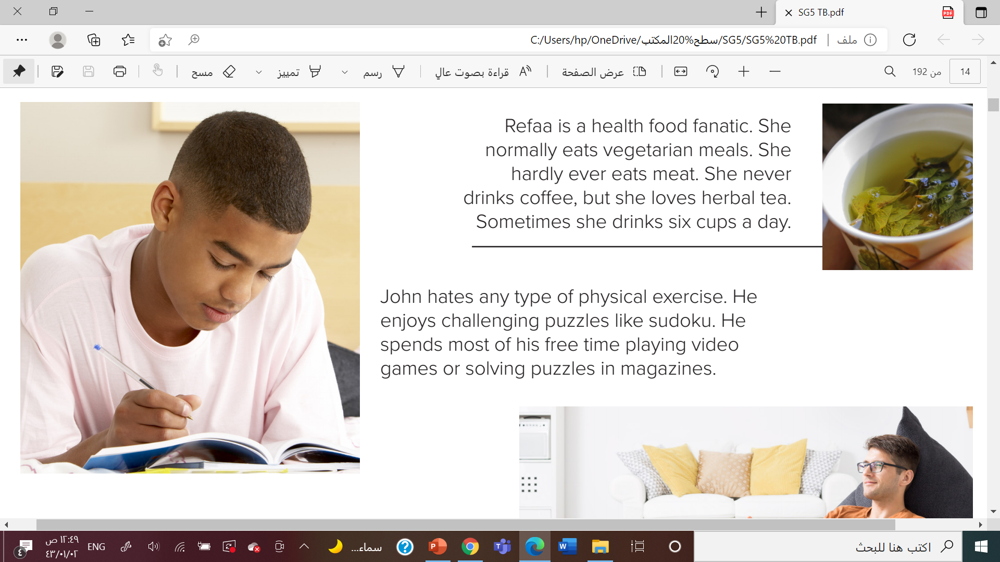 SG5 TB.pdf
C:/Users/hp/OneDrive/سطح%20المكتب/SG5/SG5%20TB.pdf
ملف
14
من 192
عرض الصفحة
قراءة بصوت عالٍ
رسم
تمييز
مسح
Refaa is a health food fanatic. She
normally eats vegetarian meals. She
hardly ever eats meat. She never
drinks coffee, but she loves herbal tea.
Sometimes she drinks six cups a day.
John hates any type of physical exercise. He
enjoys challenging puzzles like sudoku. He
spends most of his free time playing video
games or solving puzzles in magazines.
اكتب هنا للبحث
سماء...
ENG
١٢:٤٩ ص
٤٣/٠١/٠٢
٤